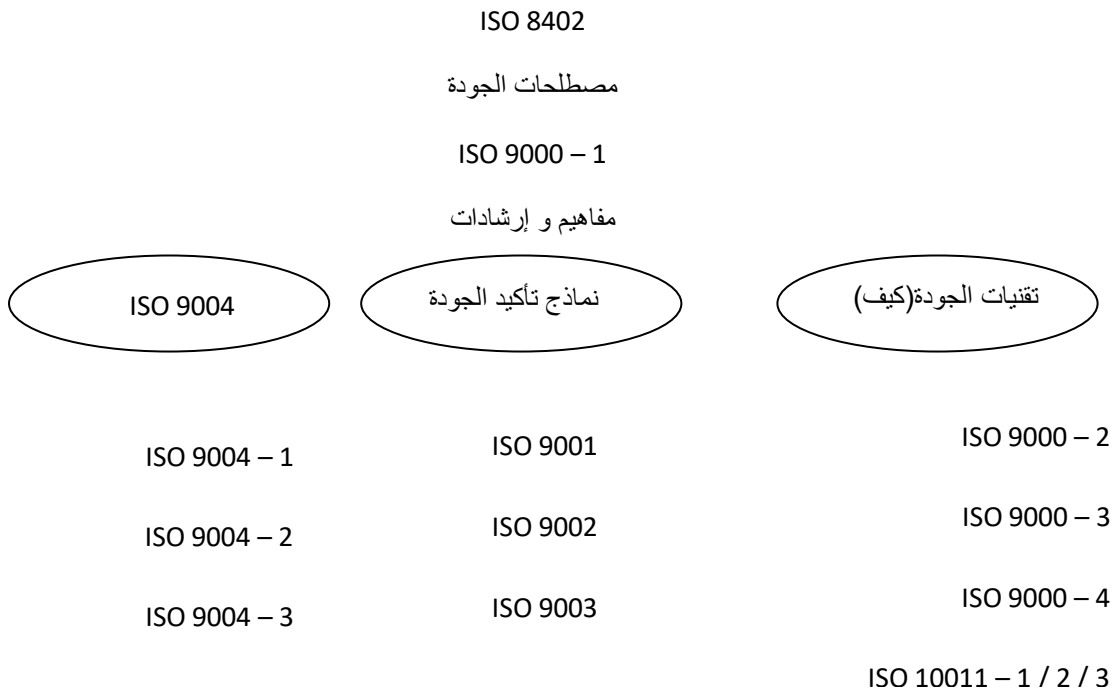 ISO 8402
مصطلحات الجودة
ISO 9000 – 1
مفاهيم و إرشادات
تقنيات الجودة(كيف)
نماذج تأكيد الجودة
ISO 9004
ISO 9000 – 2
ISO 9001
ISO 9004 – 1
ISO 9000 – 3
ISO 9002
ISO 9004 – 2
ISO 9000 – 4
ISO 9003
ISO 9004 – 3
ISO 10011 – 1 / 2 / 3